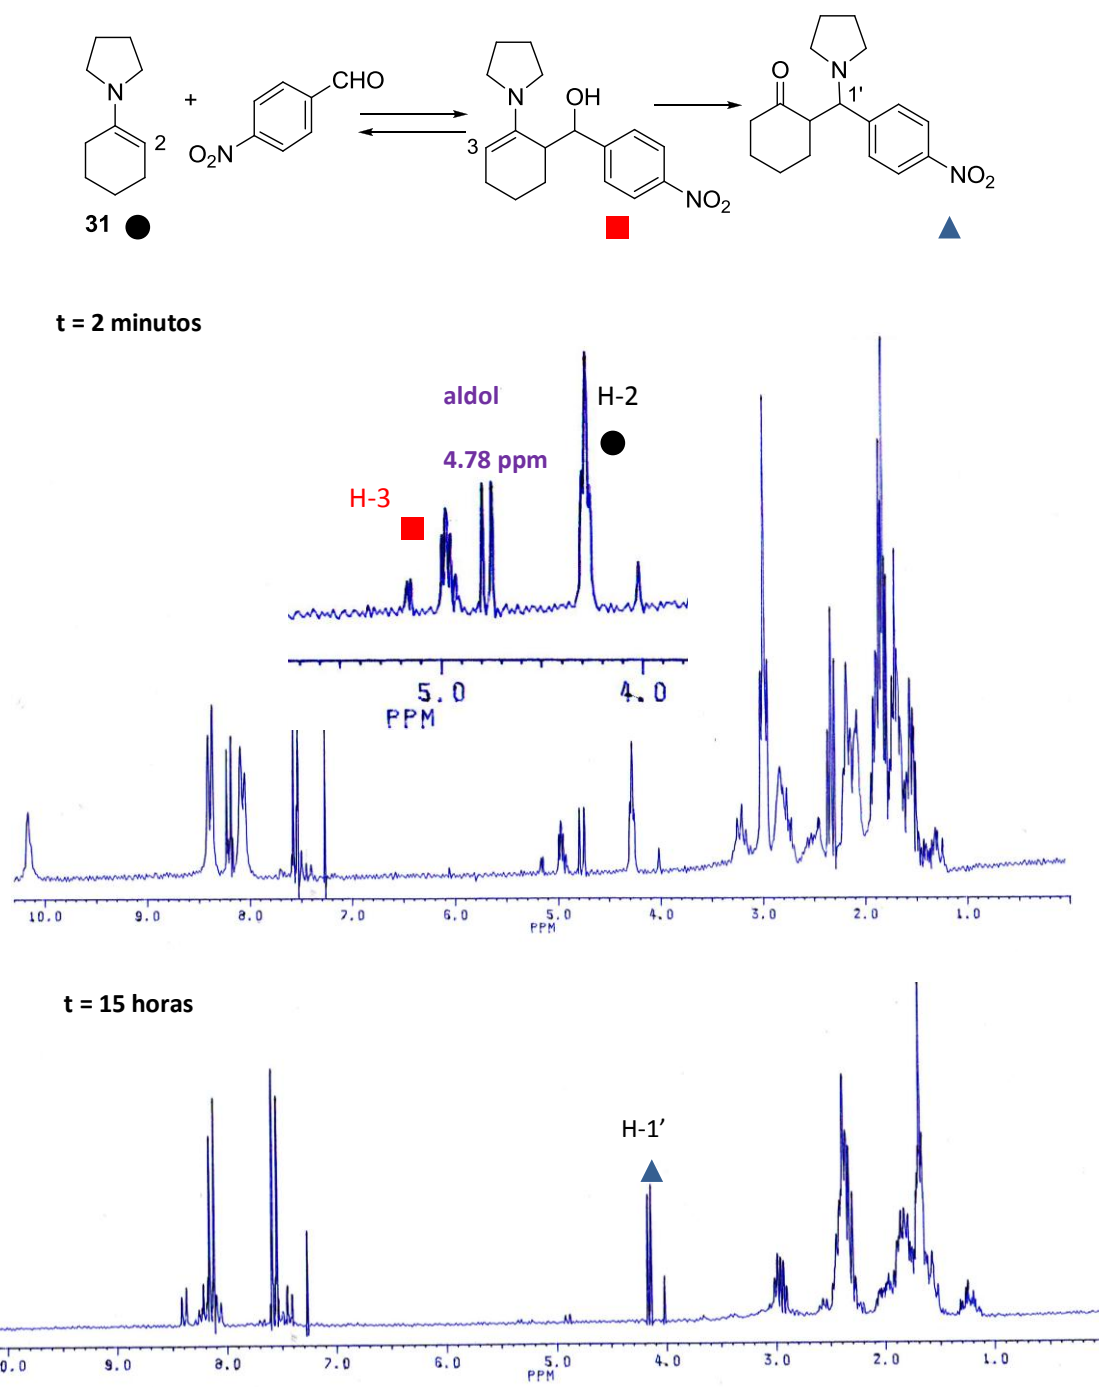 N
+
CHO
O₂N
2
31
N
OH
3
NO₂
O
N
1'
NO₂
t = 2 minutos
aldol
H-2
4.78 ppm
H-3
5.0 4.0
PPM
10.0 9.0 8.0 7.0 6.0 5.0 4.0 3.0 2.0 1.0
PPM
t = 15 horas
H-1’
0.0 9.0 8.0 7.0 6.0 5.0 4.0 3.0 2.0 1.0
PPM